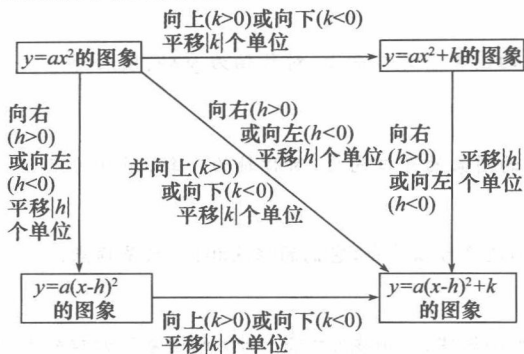 向上(k>0)或向下(k<0)
平移|k|个单位
y=ax²的图象
y=ax²+k的图象
向右
(h>0)
或向左
(h<0)
平移|h|
个单位
向右(h>0)
或向左(h<0)
平移|h|个单位
并向上(k>0)
或向下(k<0)
平移|k|个单位
向右
(h>0)
或向左
(h<0)
平移|h|
个单位
y=a(x-h)²
的图象
y=a(x-h)²+k
的图象
向上(k>0)或向下(k<0)
平移|k|个单位